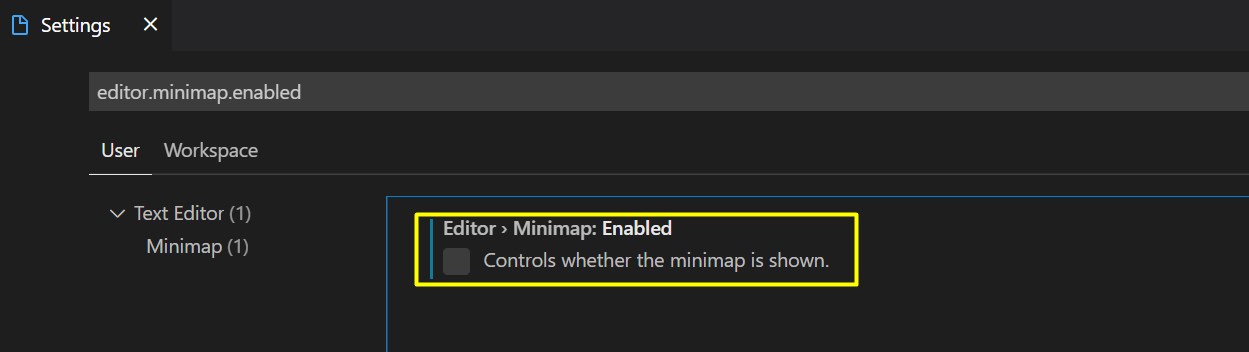 Settings
editor.minimap.enabled
User Workspace
Text Editor (1)
Minimap (1)
Editor › Minimap: Enabled
Controls whether the minimap is shown.